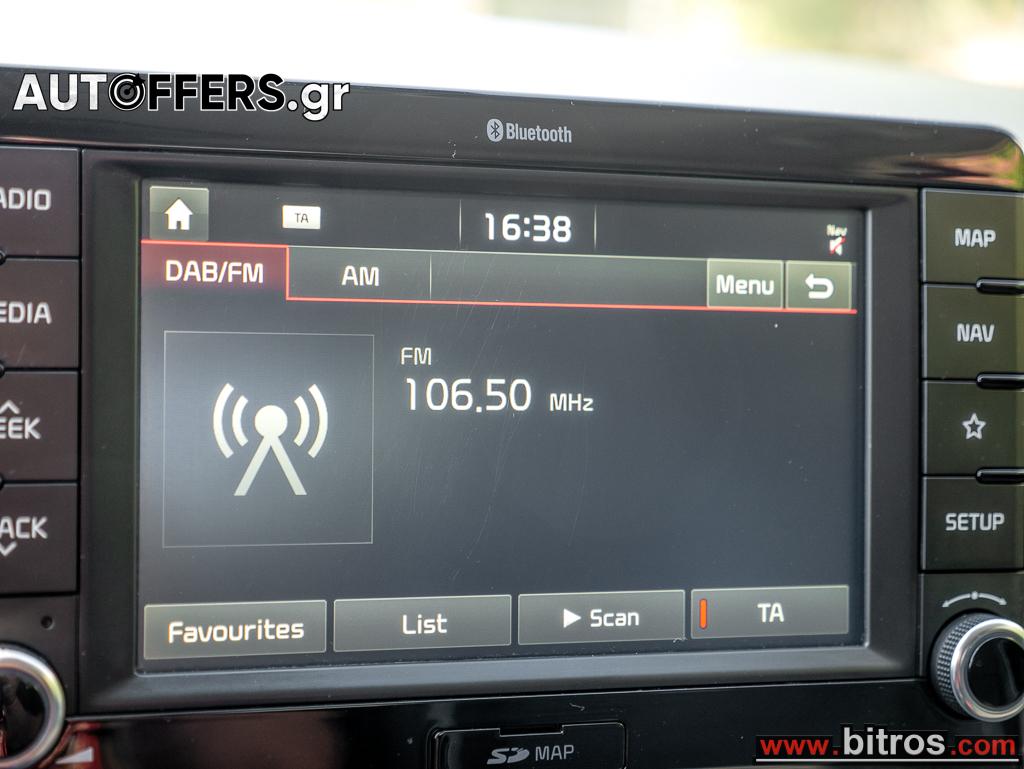 AUTOFFERS.gr
Bluetooth
TA 16:38 Nav
DAB/FM AM Menu
FM
106.50 MHz
Favourites List Scan TA
ADIO
EDIA
EEK
ACK
MAP
NAV
SETUP
SD MAP
www.bitros.com